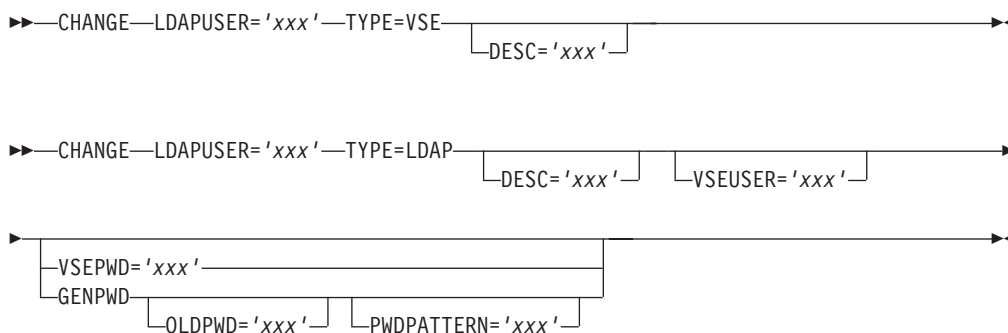 CHANGE LDAPUSER='xxx' TYPE=VSE
DESC='xxx'
CHANGE LDAPUSER='xxx' TYPE=LDAP
DESC='xxx' VSEUSER='xxx'
VSEPWD='xxx'
GENPWD
OLDPWD='xxx' PWDPATTERN='xxx'